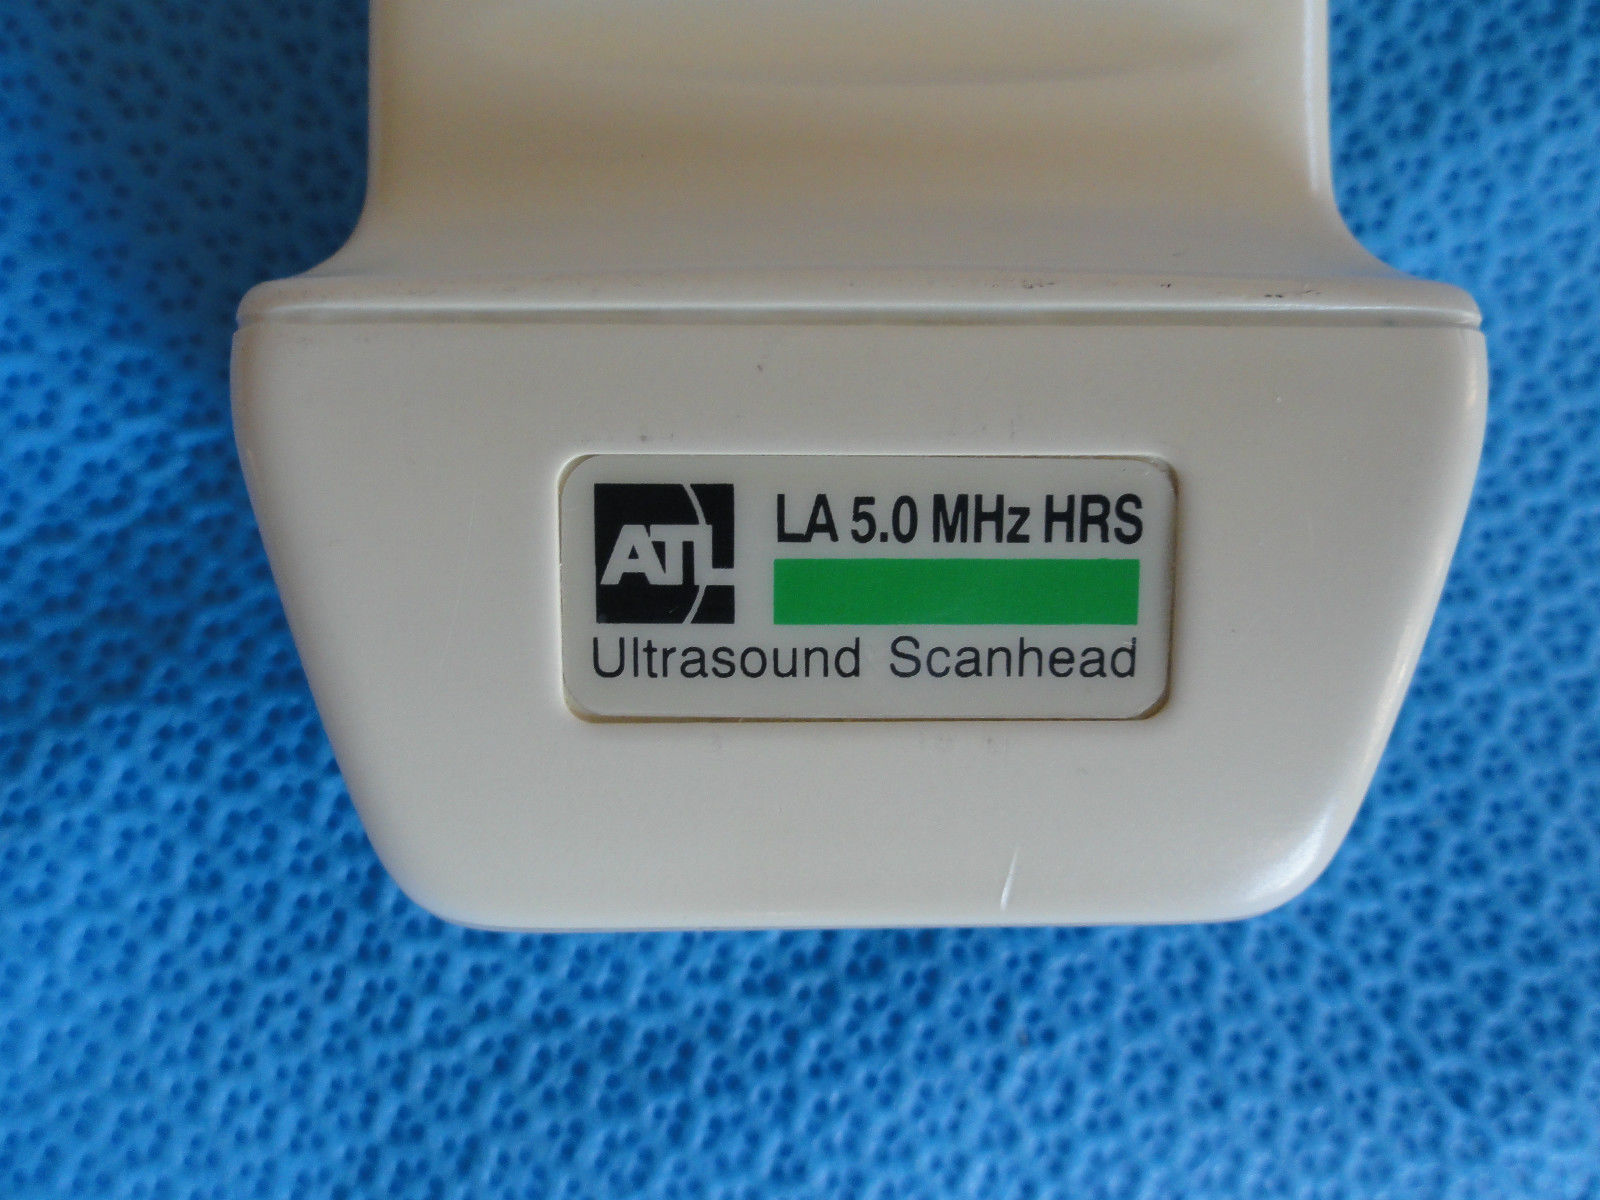 ATL
LA 5.0 MHz HRS
Ultrasound Scanhead